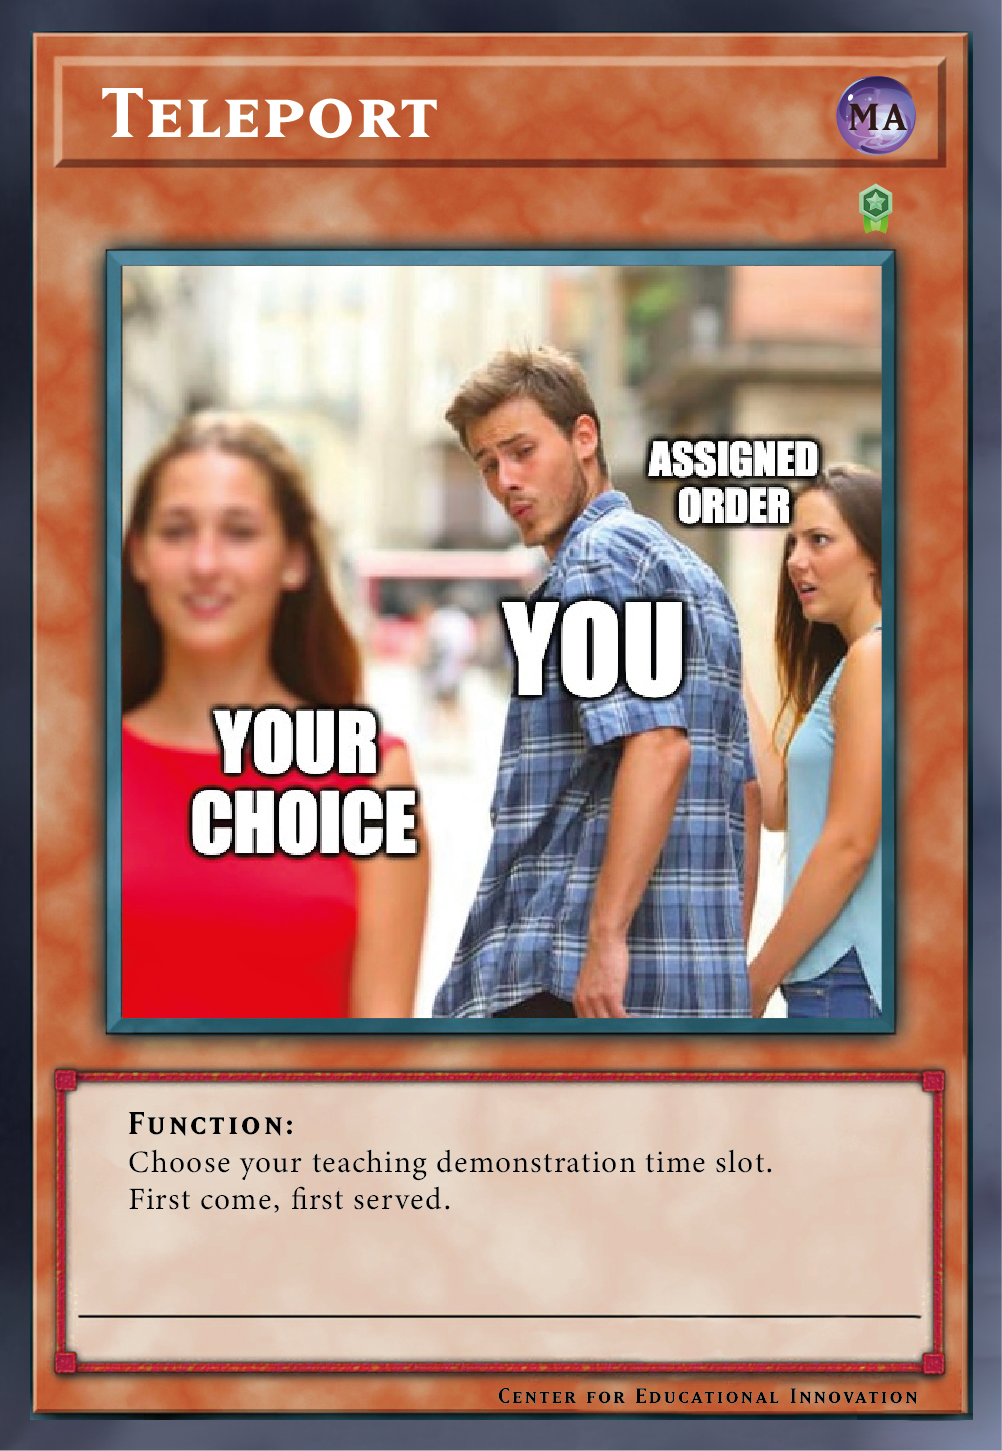 TELEPORT
MA
ASSIGNED
ORDER
YOU
YOUR
CHOICE
FUNCTION:
Choose your teaching demonstration time slot.
First come, first served.
CENTER FOR EDUCATIONAL INNOVATION